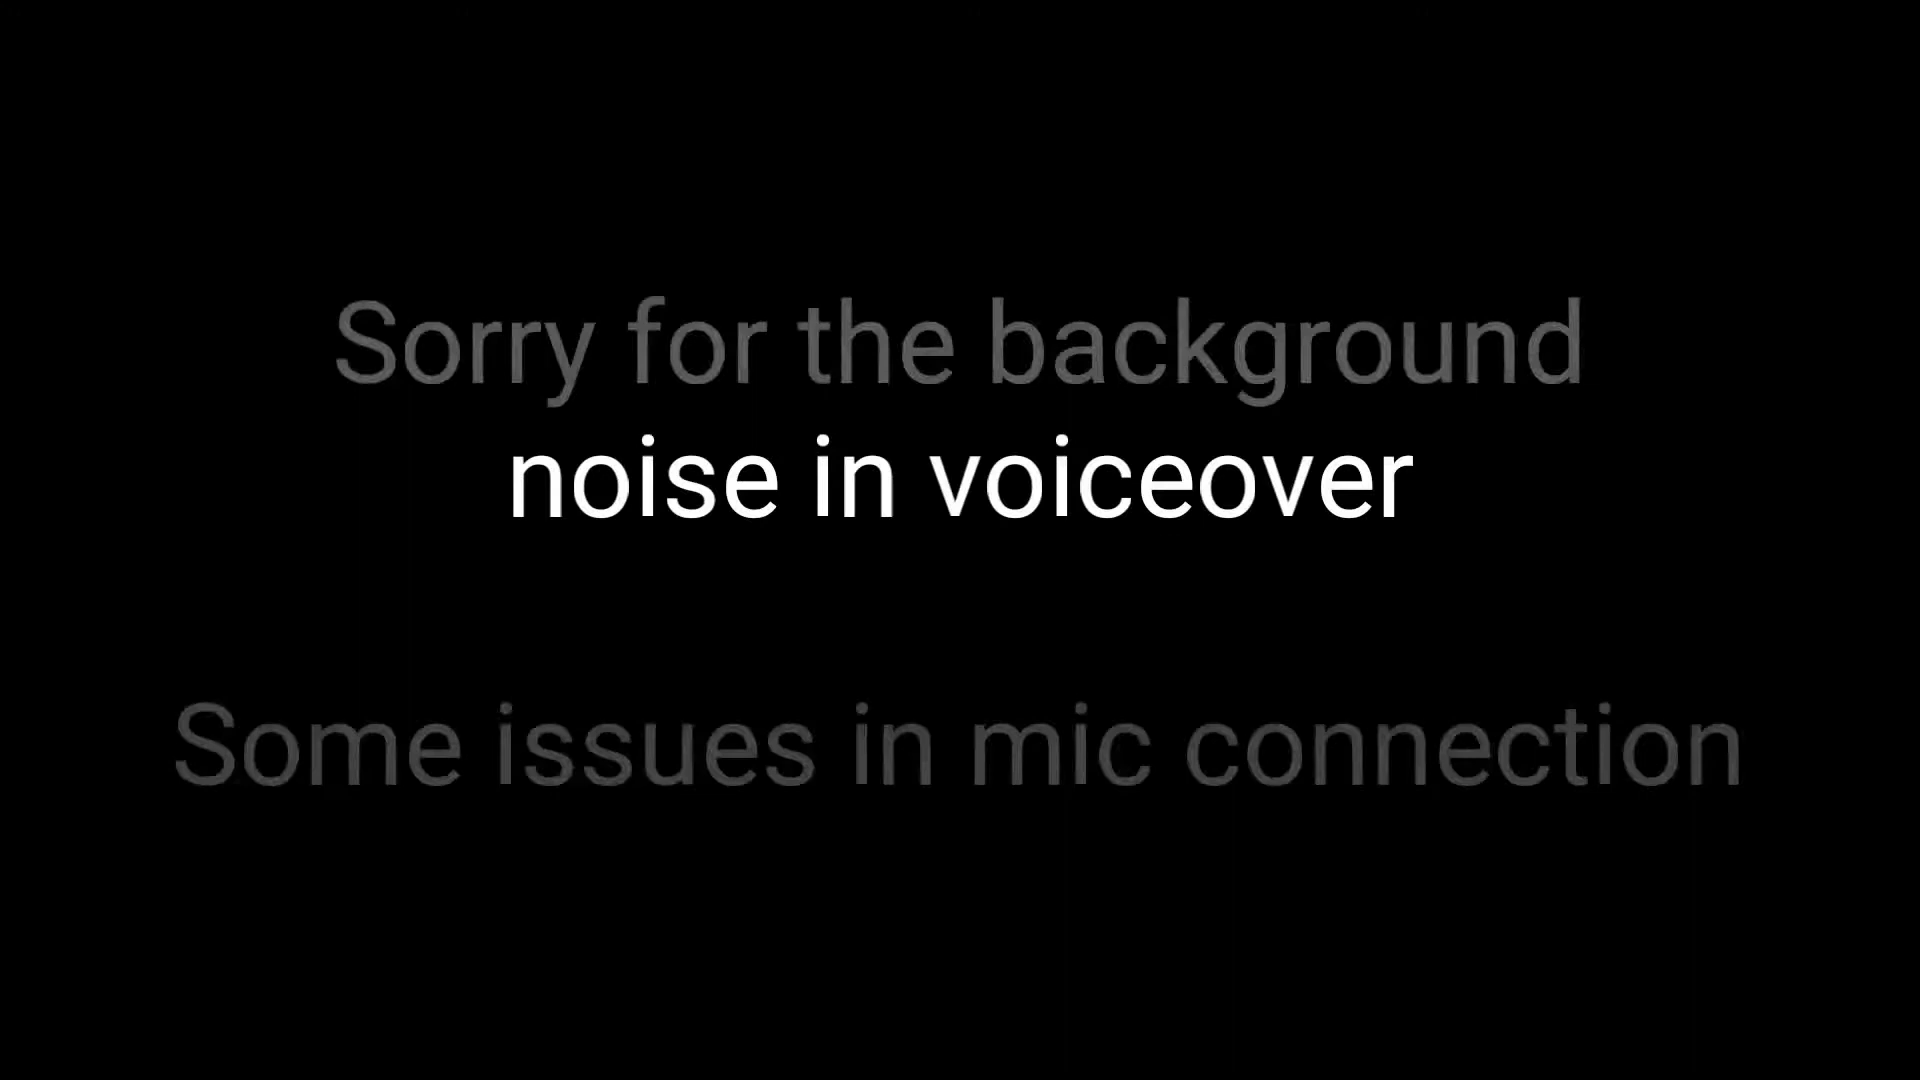 Sorry for the background
noise in voiceover
Some issues in mic connection